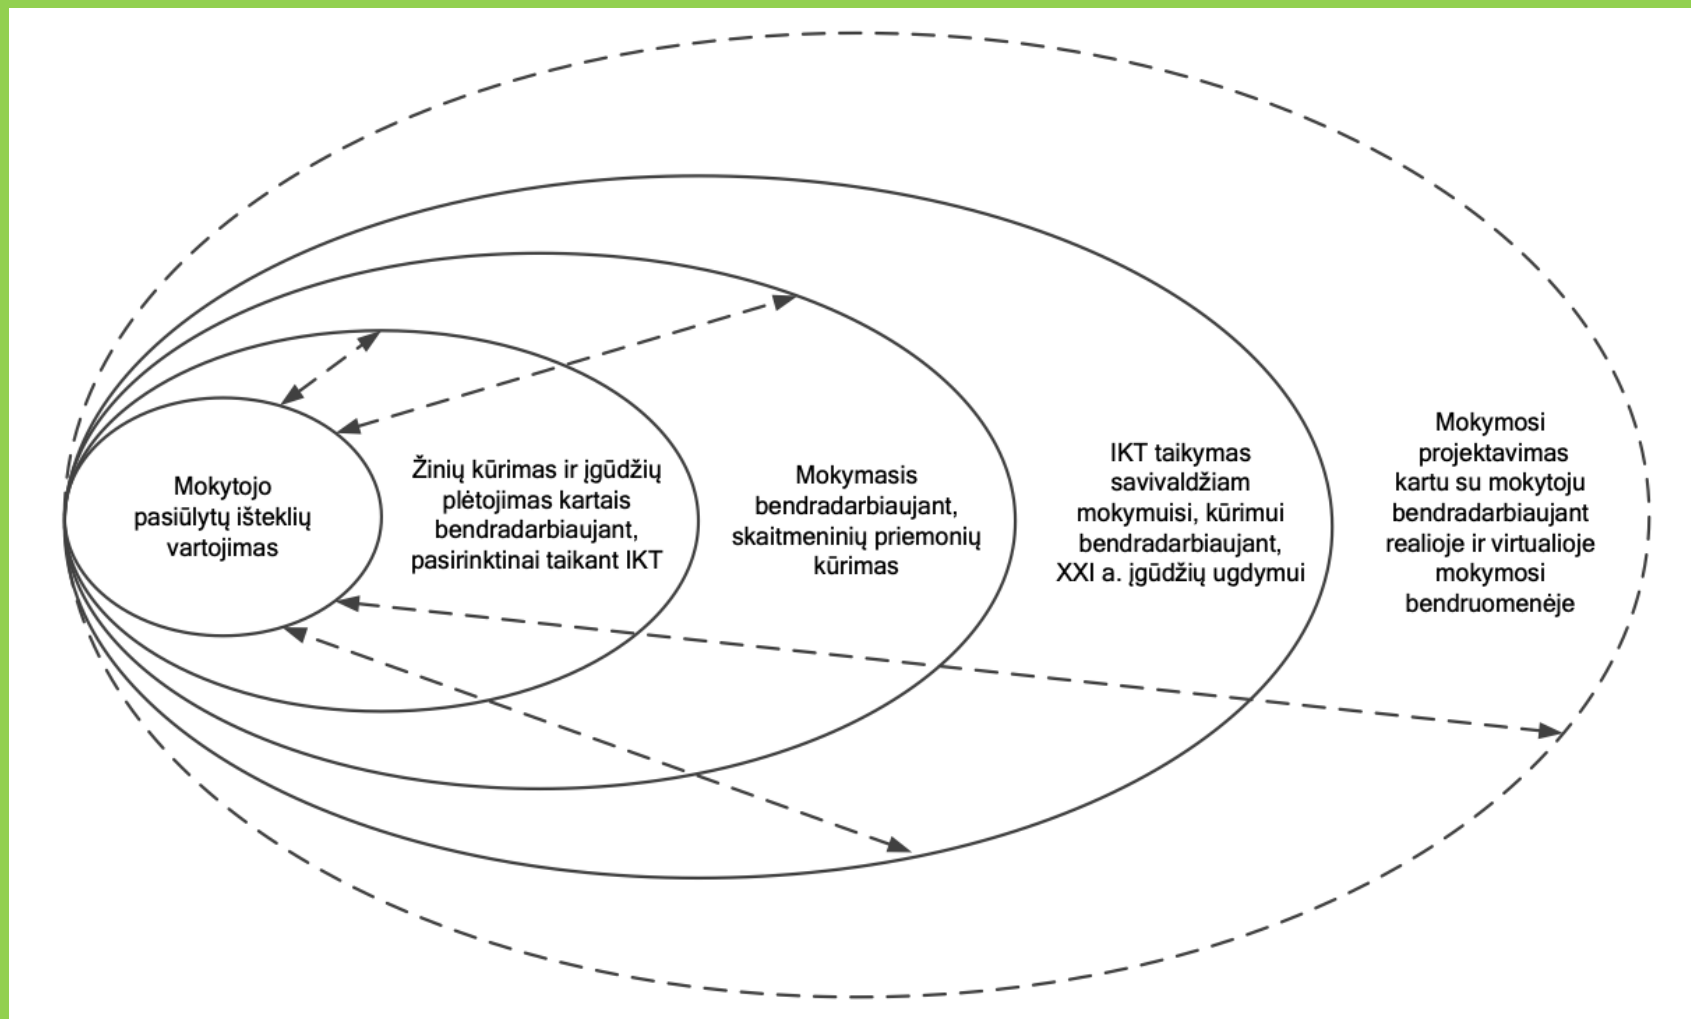 Mokytojo
pasiūlytų išteklių
vartojimas
Žinių kūrimas ir įgūdžių
plėtojimas kartais
bendradarbiaujant,
pasirinktinai taikant IKT
Mokymasis
bendradarbiaujant,
skaitmeninių priemonių
kūrimas
IKT taikymas
savivaldžiam
mokymuisi, kūrimui
bendradarbiaujant,
XXI a. įgūdžių ugdymui
Mokymosi
projektavimas
kartu su mokytoju
bendradarbiaujant
realioje ir virtualioje
mokymosi
bendruomenėje